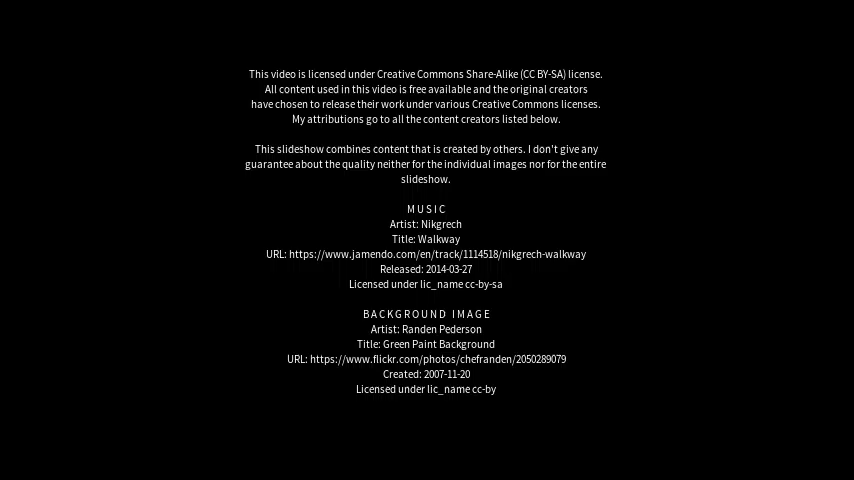 This video is licensed under Creative Commons Share-Alike (CC BY-SA) license.
All content used in this video is free available and the original creators
have chosen to release their work under various Creative Commons licenses.
My attributions go to all the content creators listed below.
This slideshow combines content that is created by others. I don't give any
guarantee about the quality neither for the individual images nor for the entire
slideshow.
MUSIC
Artist: Nikgrech
Title: Walkway
URL: https://www.jamendo.com/en/track/1114518/nikgrech-walkway
Released: 2014-03-27
Licensed under lic_name cc-by-sa
BACKGROUND IMAGE
Artist: Randen Pederson
Title: Green Paint Background
URL: https://www.flickr.com/photos/chefranden/2050289079
Created: 2007-11-20
Licensed under lic_name cc-by